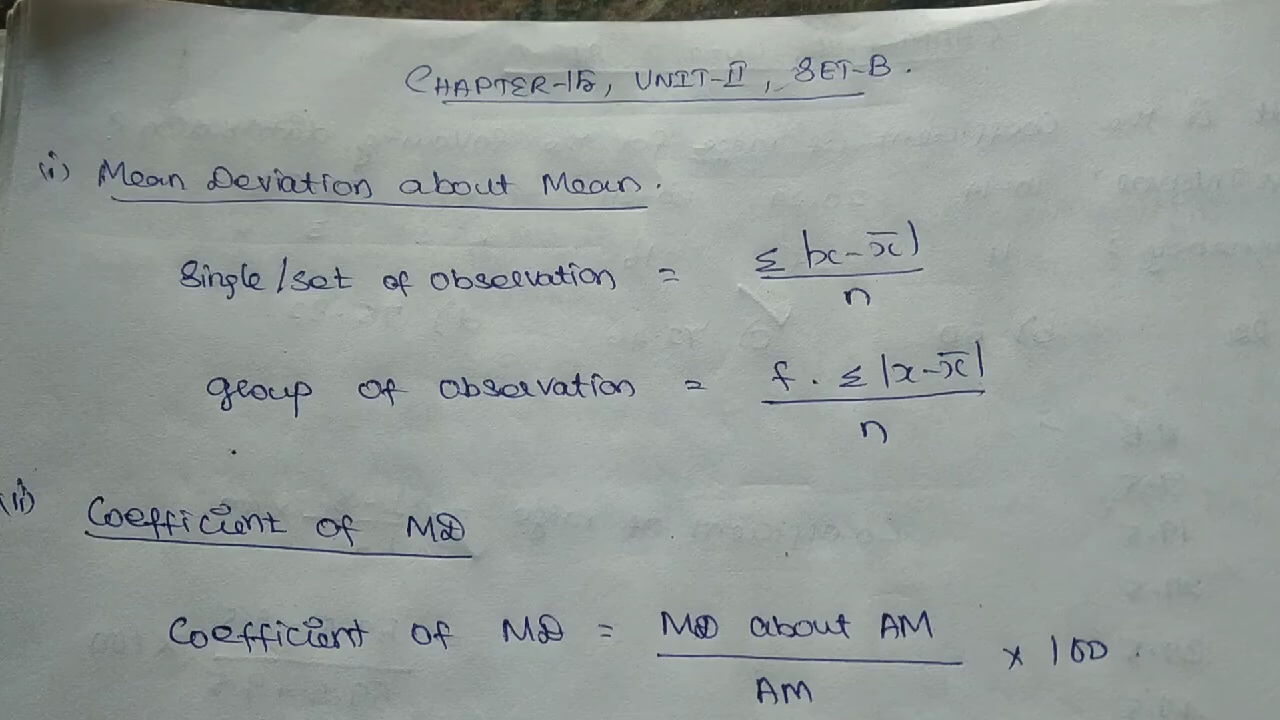 CHAPTER-15, UNIT-II, SET-B.
(i) Mean Deviation about Mean.
Single/set of observation = Σ |x-x̄| / n
group of observation = f. Σ |x-x̄| / n
(ii) Coefficient of MD
Coefficient of MD = MD about AM / AM × 100.